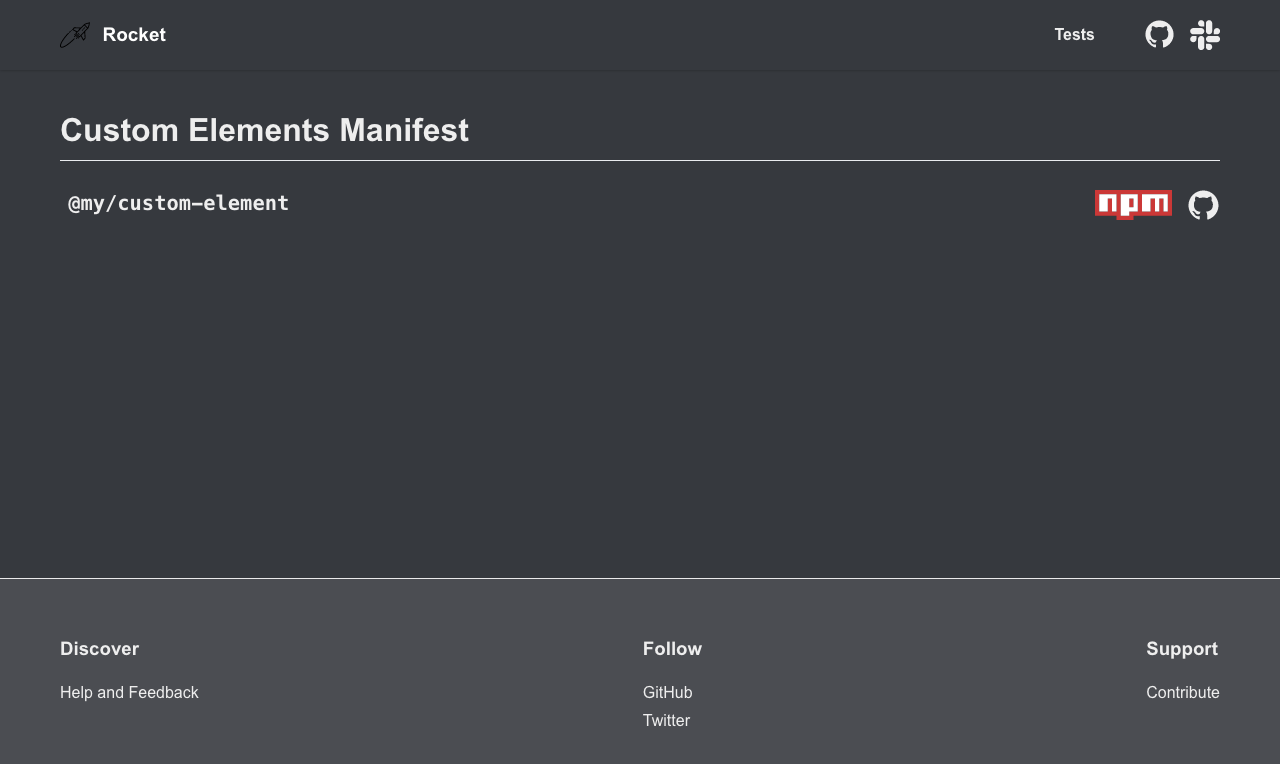 Rocket
Tests
Custom Elements Manifest
@my/custom-element
npm
Discover
Help and Feedback
Follow
GitHub
Twitter
Support
Contribute